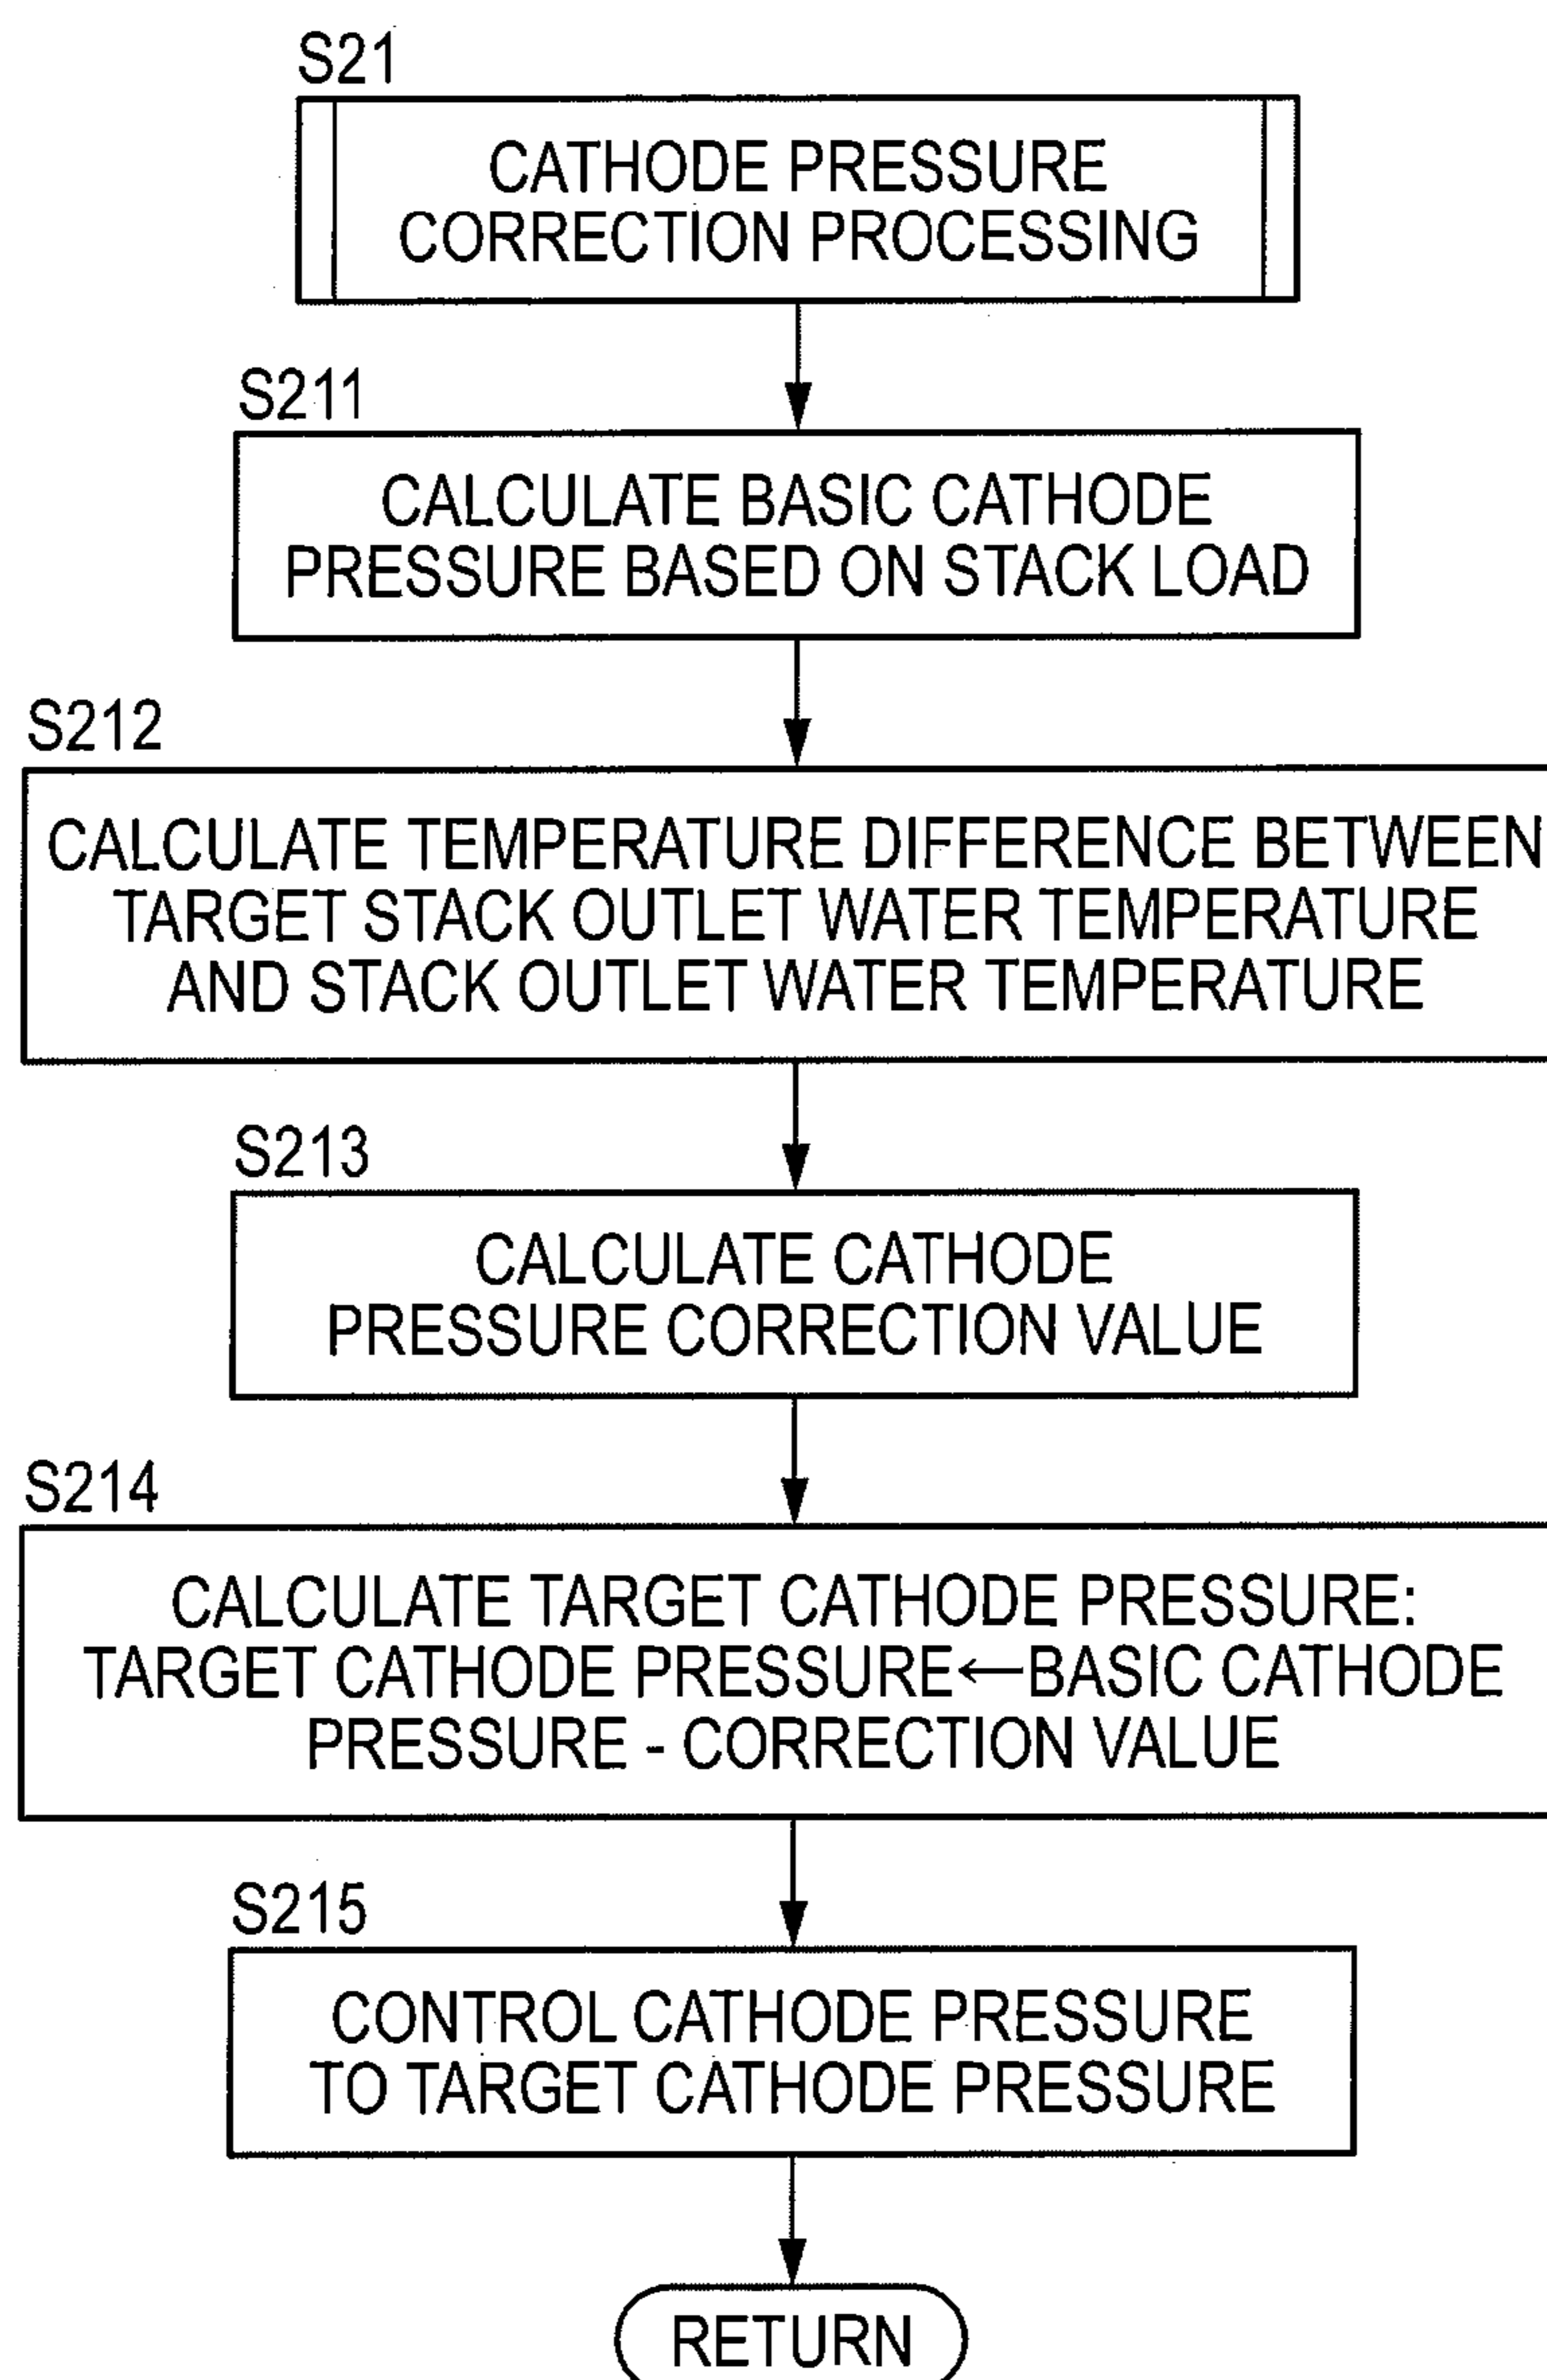 S21
CATHODE PRESSURE
CORRECTION PROCESSING
S211
CALCULATE BASIC CATHODE
PRESSURE BASED ON STACK LOAD
S212
CALCULATE TEMPERATURE DIFFERENCE BETWEEN
TARGET STACK OUTLET WATER TEMPERATURE
AND STACK OUTLET WATER TEMPERATURE
S213
CALCULATE CATHODE
PRESSURE CORRECTION VALUE
S214
CALCULATE TARGET CATHODE PRESSURE:
TARGET CATHODE PRESSURE←BASIC CATHODE
PRESSURE - CORRECTION VALUE
S215
CONTROL CATHODE PRESSURE
TO TARGET CATHODE PRESSURE
RETURN